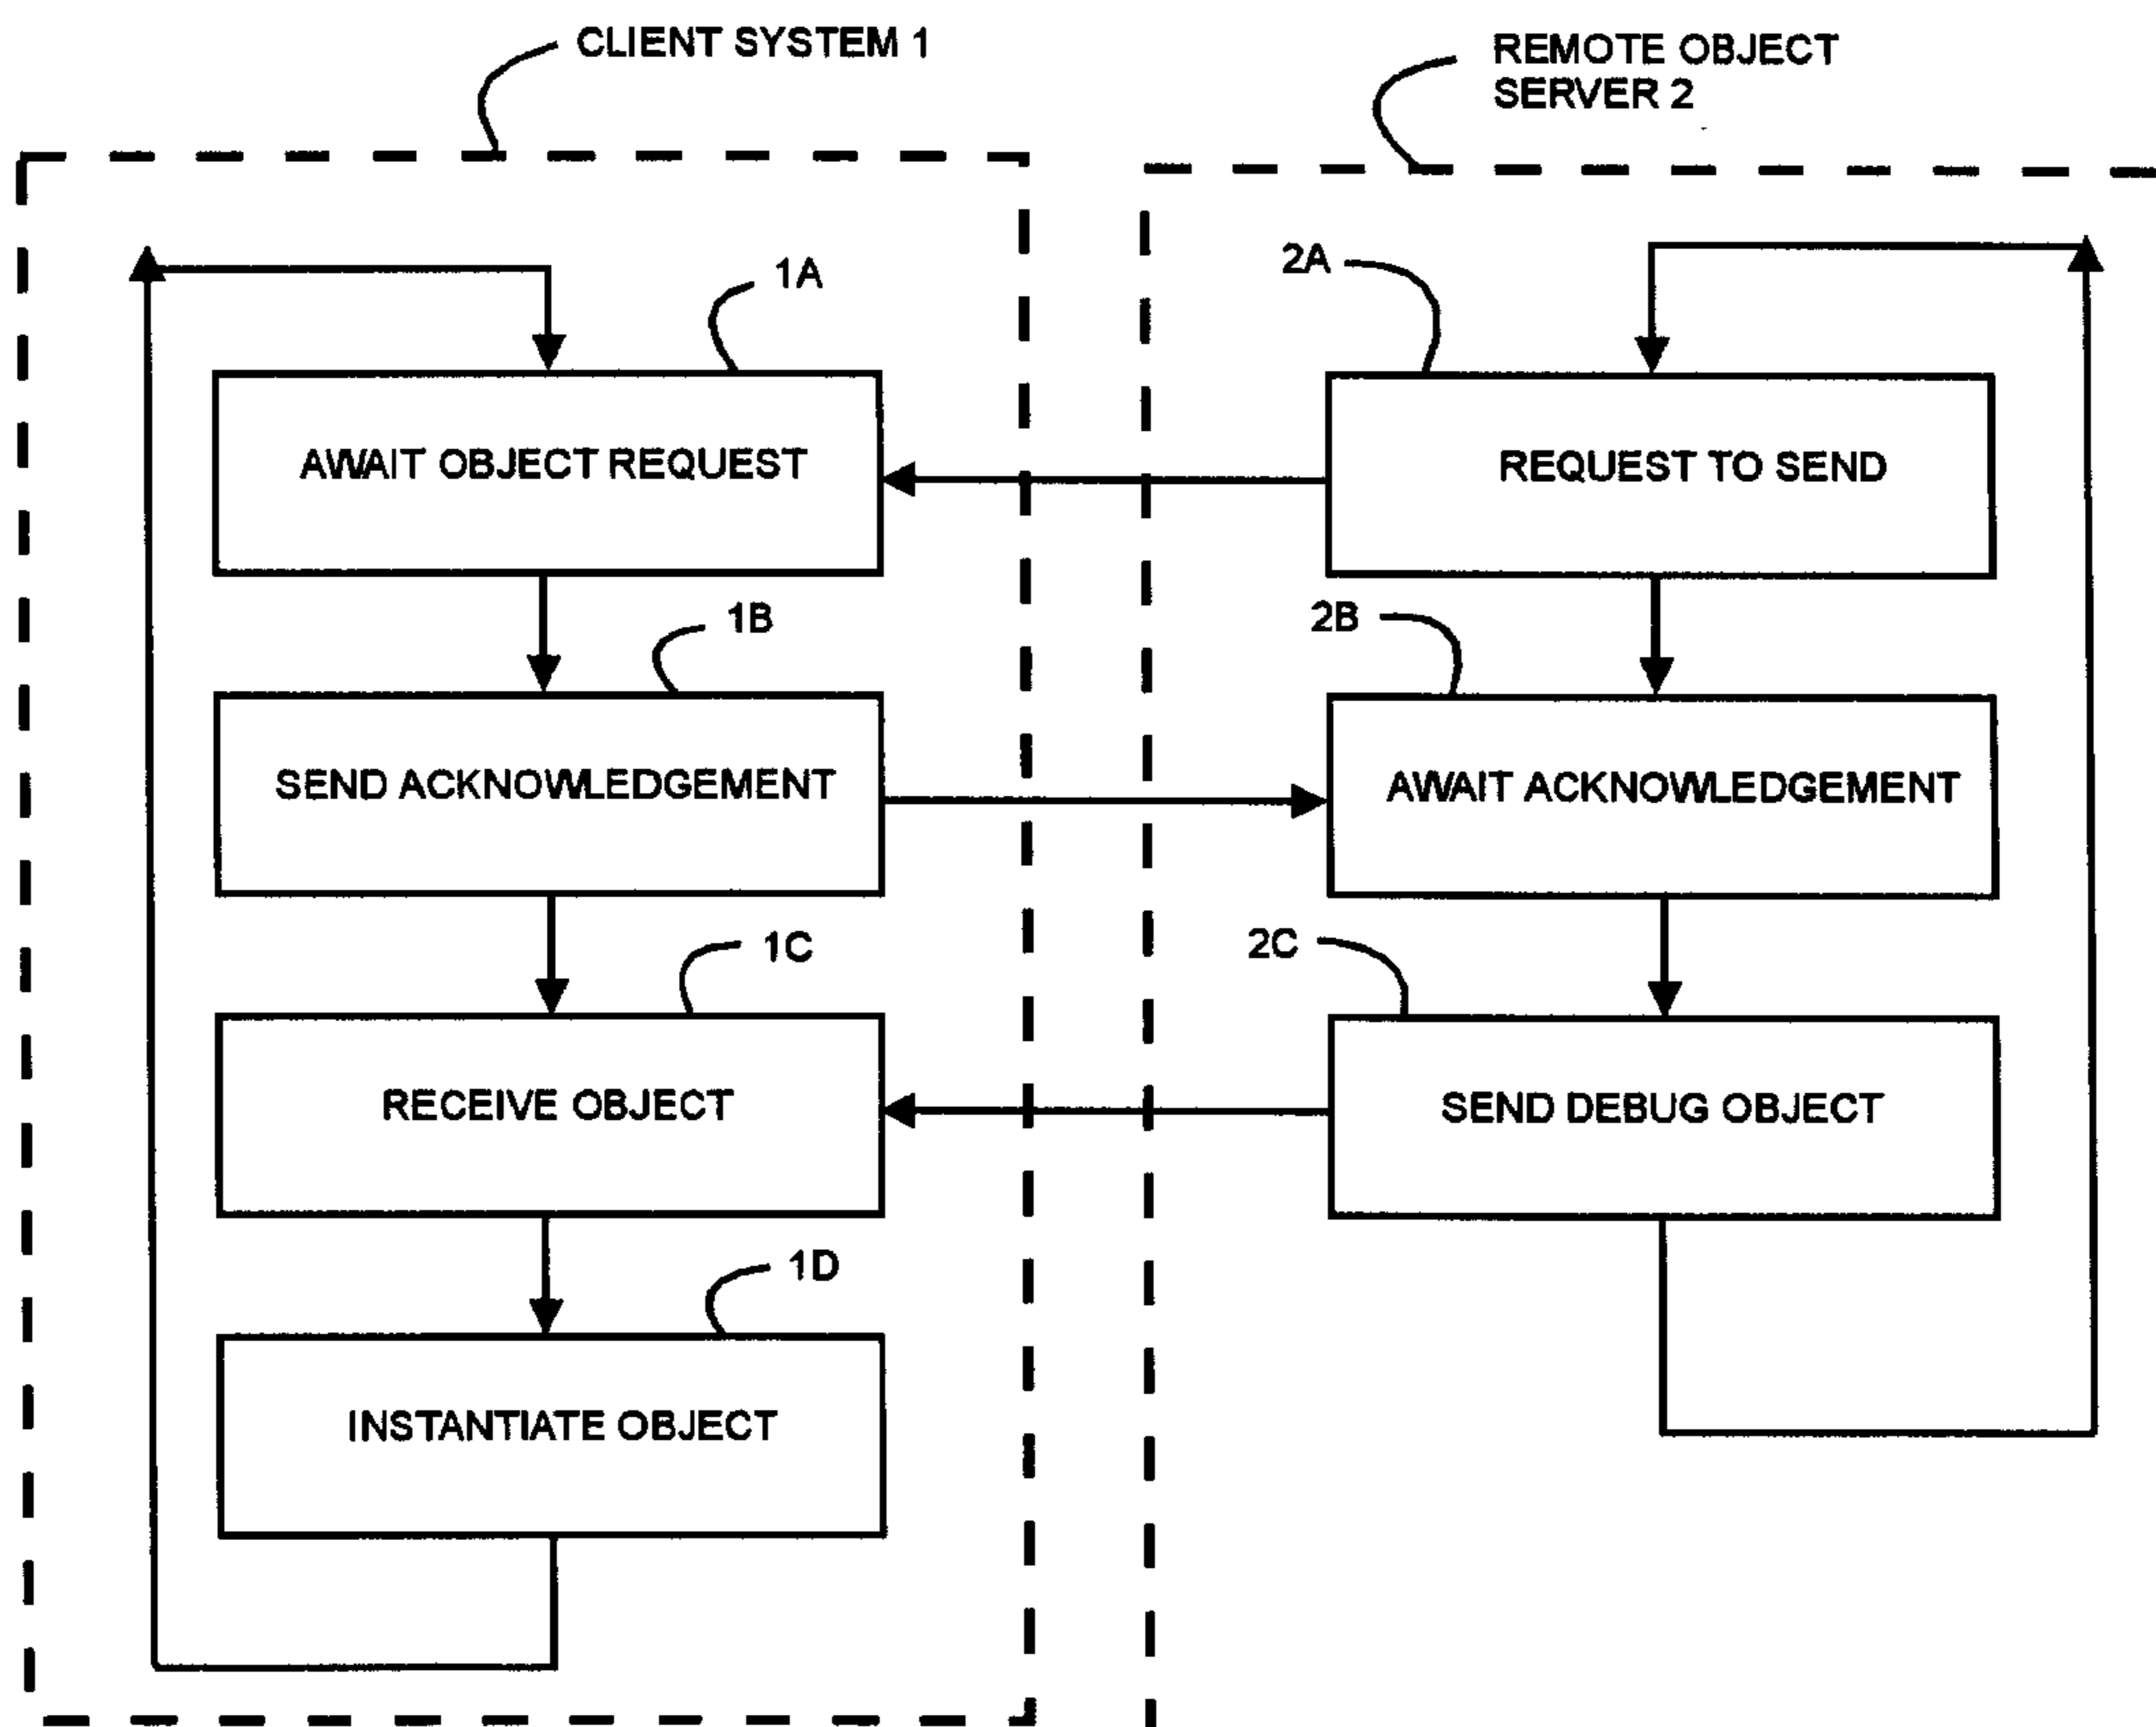 CLIENT SYSTEM 1
REMOTE OBJECT
SERVER 2
1A
AWAIT OBJECT REQUEST
2A
REQUEST TO SEND
1B
SEND ACKNOWLEDGEMENT
2B
AWAIT ACKNOWLEDGEMENT
1C
RECEIVE OBJECT
2C
SEND DEBUG OBJECT
1D
INSTANTIATE OBJECT